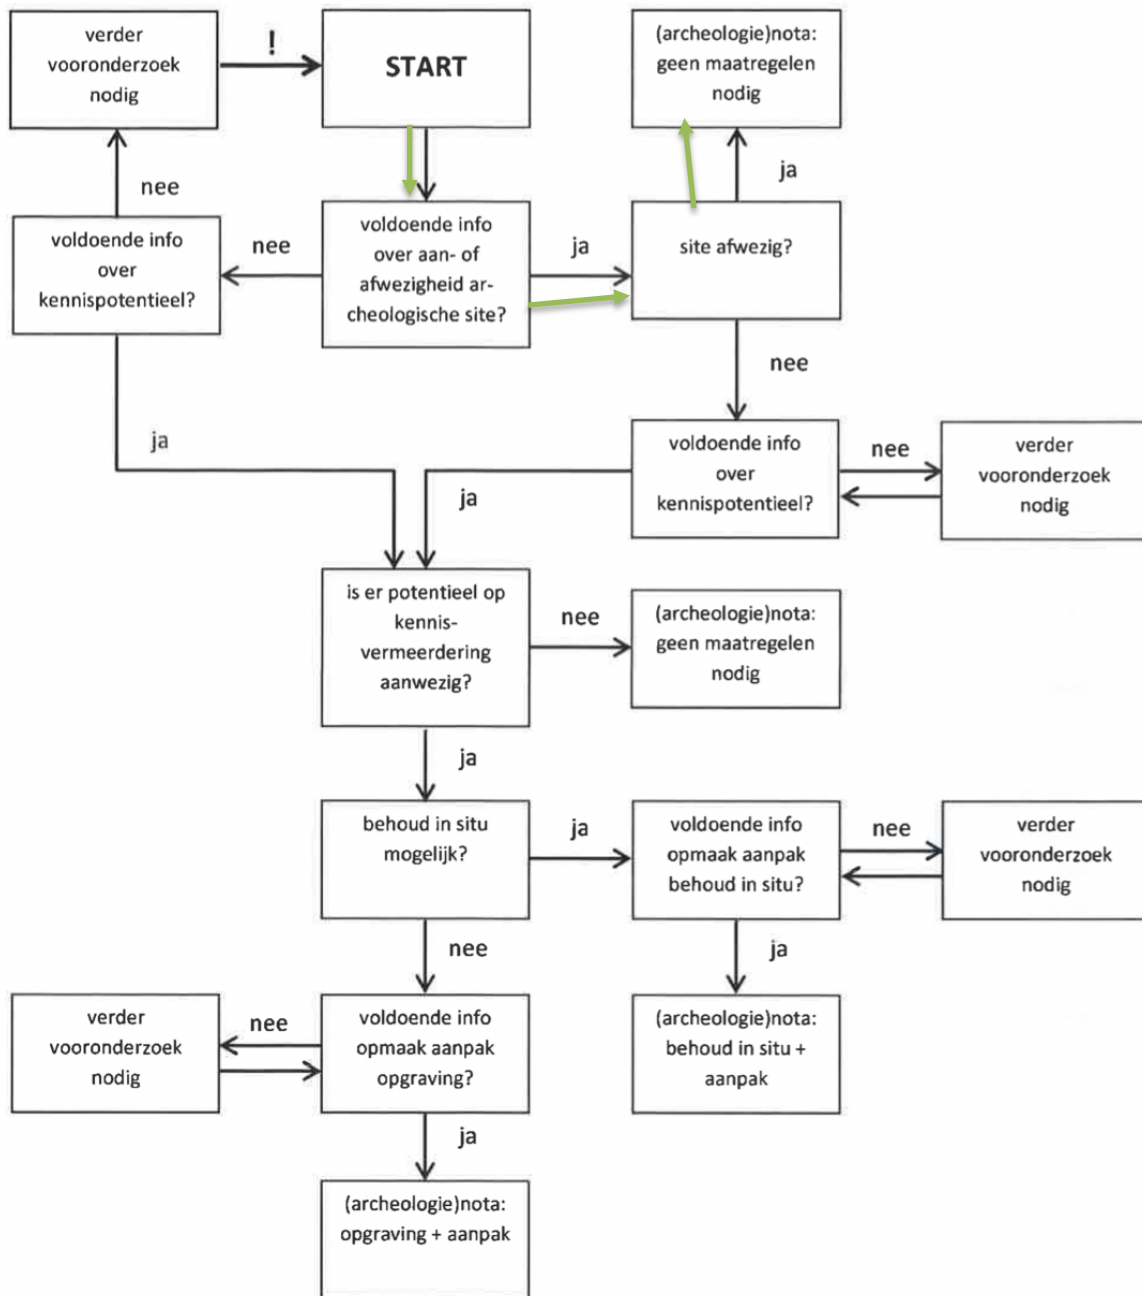 verder
vooronderzoek
nodig
!
START
(archeologie)nota:
geen maatregelen
nodig
nee
ja
voldoende info
over
kennispotentieel?
nee
voldoende info
over aan- of
afwezigheid ar-
cheologische site?
ja
site afwezig?
nee
ja
voldoende info
over
kennispotentieel?
nee
verder
vooronderzoek
nodig
ja
is er potentieel op
kennis-
vermeerdering
aanwezig?
nee
(archeologie)nota:
geen maatregelen
nodig
ja
behoud in situ
mogelijk?
ja
voldoende info
opmaak aanpak
behoud in situ?
nee
verder
vooronderzoek
nodig
nee
ja
verder
vooronderzoek
nodig
nee
voldoende info
opmaak aanpak
opgraving?
(archeologie)nota:
behoud in situ +
aanpak
ja
(archeologie)nota:
opgraving + aanpak